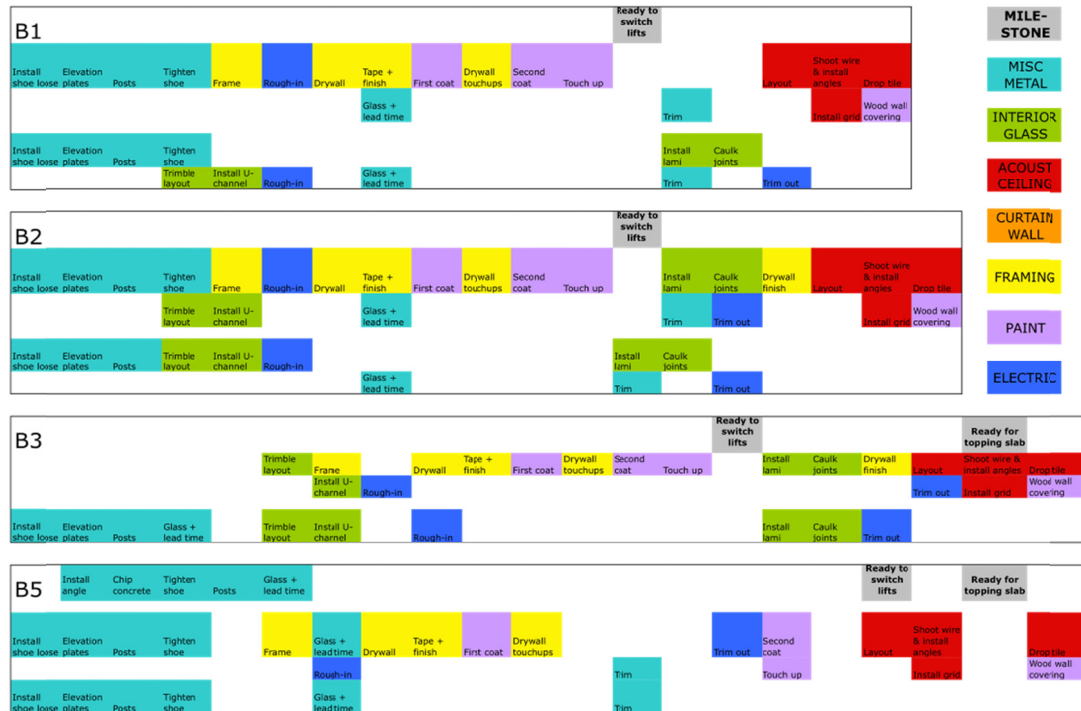 B1
Ready to
switch
lifts
Install
shoe loose
Elevation
plates
Posts
Tighten
shoe
Frame
Rough-in
Drywall
Tape +
finish
First coat
Drywall
touchups
Second
coat
Touch up
Layout
Shoot wire
& install
angles
Drop tile
Glass +
lead time
Trim
Install grid
Wood wall
covering
Install
shoe loose
Elevation
plates
Posts
Tighten
shoe
Install
lami
Caulk
joints
Trimble
layout
Install U-
channel
Rough-in
Glass +
lead time
Trim
Trim out
B2
Ready to
switch
lifts
Install
shoe loose
Elevation
plates
Posts
Tighten
shoe
Frame
Rough-in
Drywall
Tape +
finish
First coat
Drywall
touchups
Second
coat
Touch up
Install
lami
Caulk
joints
Drywall
finish
Layout
Shoot wire
& install
angles
Drop tile
Trimble
layout
Install U-
channel
Glass +
lead time
Trim
Trim out
Install grid
Wood wall
covering
Install
shoe loose
Elevation
plates
Posts
Trimble
layout
Install U-
channel
Rough-in
Install
lami
Caulk
joints
Glass +
lead time
Trim
Trim out
B3
Ready to
switch
lifts
Ready for
topping slab
Trimble
layout
Frame
Drywall
Tape +
finish
First coat
Drywall
touchups
Second
coat
Touch up
Install
lami
Caulk
joints
Drywall
finish
Layout
Shoot wire &
install angles
Drop tile
Install U-
channel
Rough-in
Trim out
Install grid
Wood wall
covering
Install
shoe loose
Elevation
plates
Posts
Glass +
lead time
Trimble
layout
Install U-
channel
Rough-in
Install
lami
Caulk
joints
Trim out
B5
Install
angle
Chip
concrete
Tighten
shoe
Posts
Glass +
lead time
Ready to
switch
lifts
Ready for
topping slab
Install
shoe loose
Elevation
plates
Posts
Tighten
shoe
Frame
Glass +
lead time
Drywall
Tape +
finish
First coat
Drywall
touchups
Trim out
Second
coat
Layout
Shoot wire
& install
angles
Drop tile
Rough-in
Trim
Touch up
Install grid
Wood wall
covering
Install
shoe loose
Elevation
plates
Posts
Tighten
shoe
Glass +
lead time
Trim
MILE-
STONE
MISC
METAL
INTERIOR
GLASS
ACOUST
CEILING
CURTAIN
WALL
FRAMING
PAINT
ELECTRIC